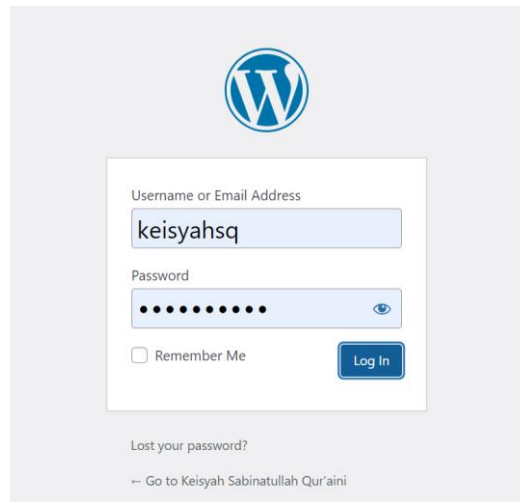 Username or Email Address
keisyahsq
Password
••••••••••
Remember Me
Log In
Lost your password?
← Go to Keisyah Sabinatullah Qur'aini